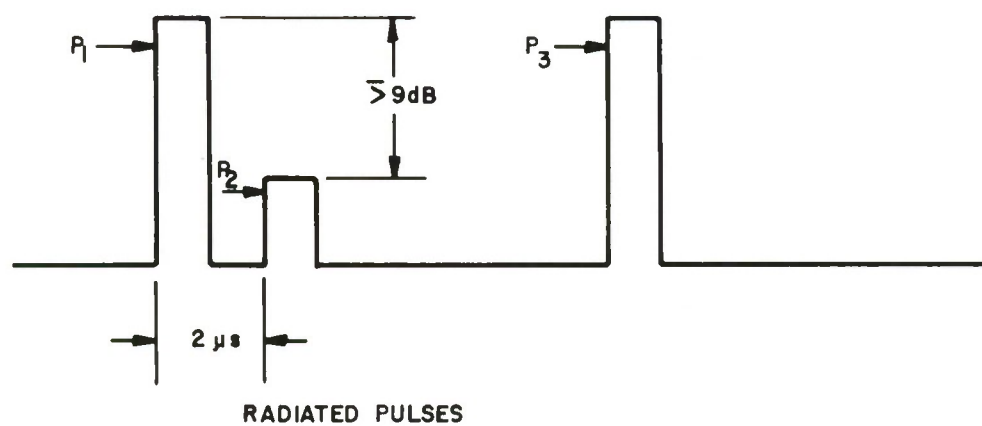 P1
P3
≥9dB
P2
2 μs
RADIATED PULSES